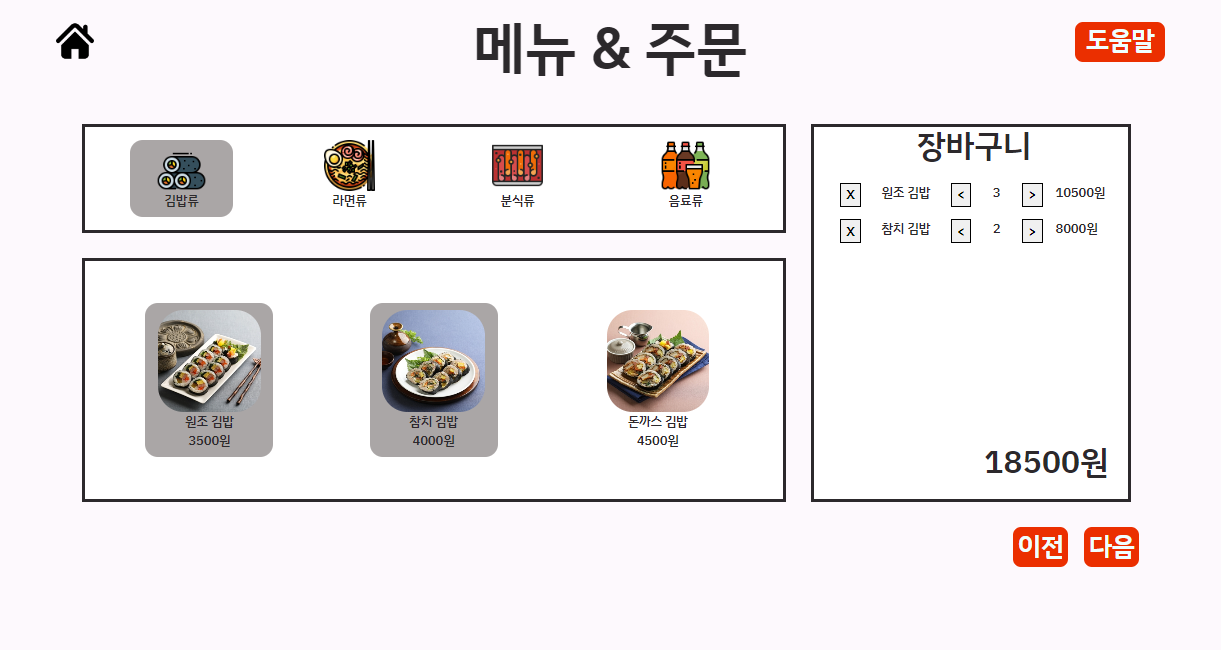 메뉴 & 주문
도움말
김밥류
라면류
분식류
음료류
원조 김밥
3500원
참치 김밥
4000원
돈까스 김밥
4500원
장바구니
X 원조 김밥 < 3 > 10500원
X 참치 김밥 < 2 > 8000원
18500원
이전 다음